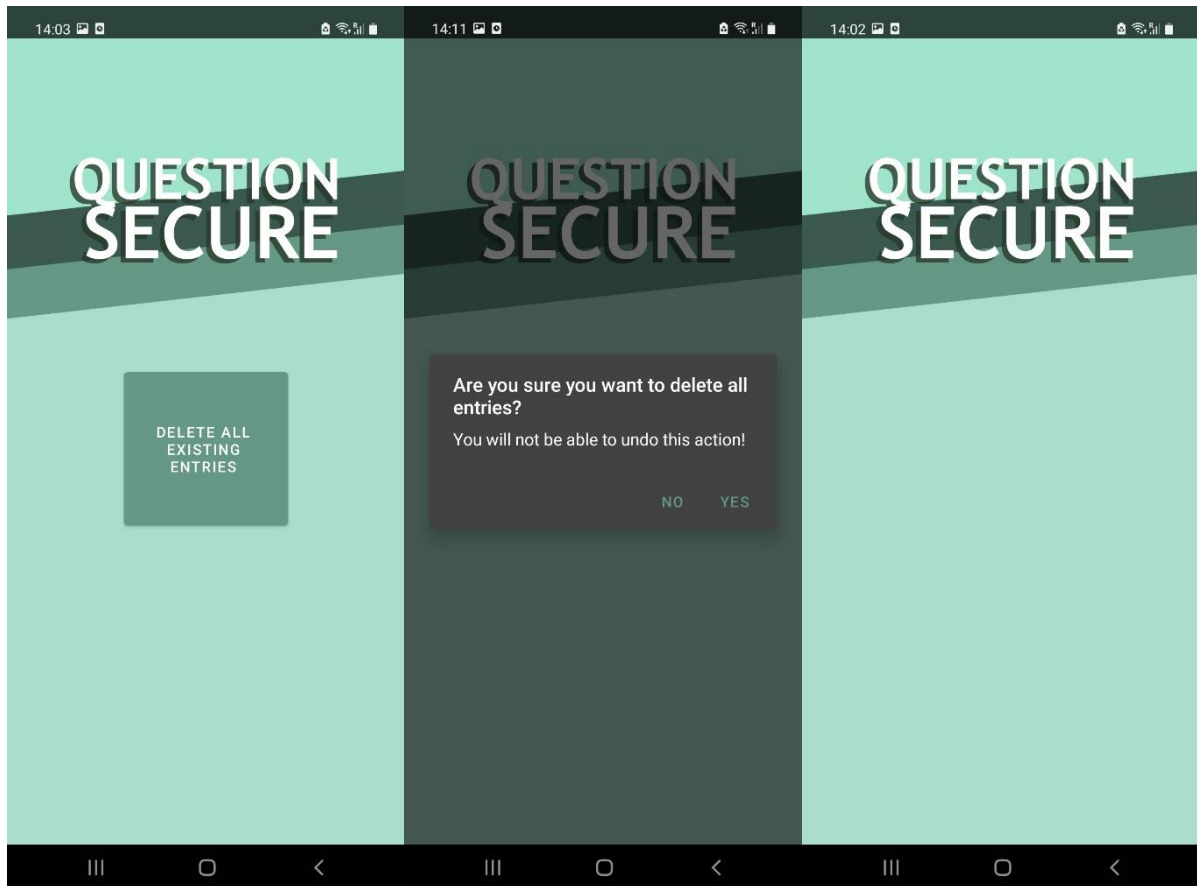 14:03
QUESTION
SECURE
DELETE ALL
EXISTING
ENTRIES
14:11
QUESTION
SECURE
Are you sure you want to delete all
entries?
You will not be able to undo this action!
NO YES
14:02
QUESTION
SECURE